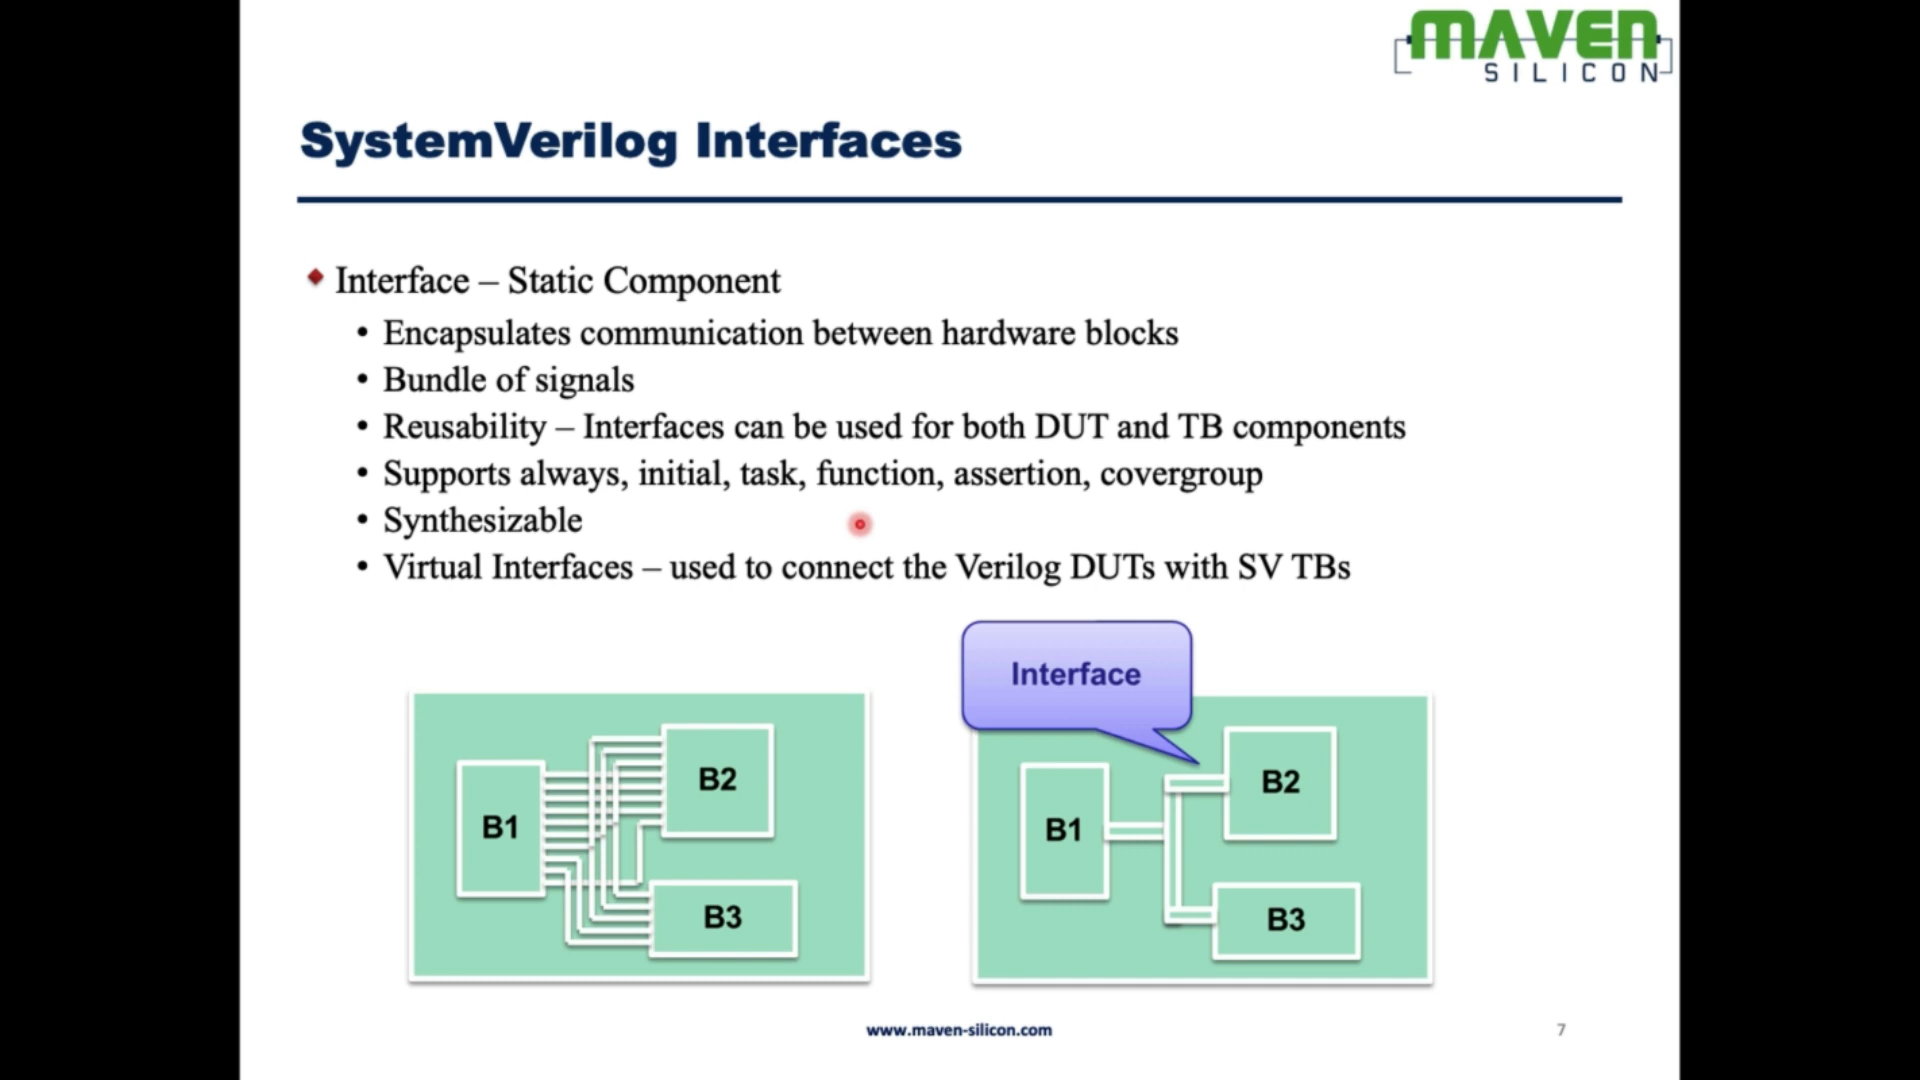 MAVEN
SILICON
SystemVerilog Interfaces
Interface – Static Component
• Encapsulates communication between hardware blocks
• Bundle of signals
• Reusability – Interfaces can be used for both DUT and TB components
• Supports always, initial, task, function, assertion, covergroup
• Synthesizable
• Virtual Interfaces – used to connect the Verilog DUTs with SV TBs
Interface
B1
B2
B3
B1
B2
B3
www.maven-silicon.com
7